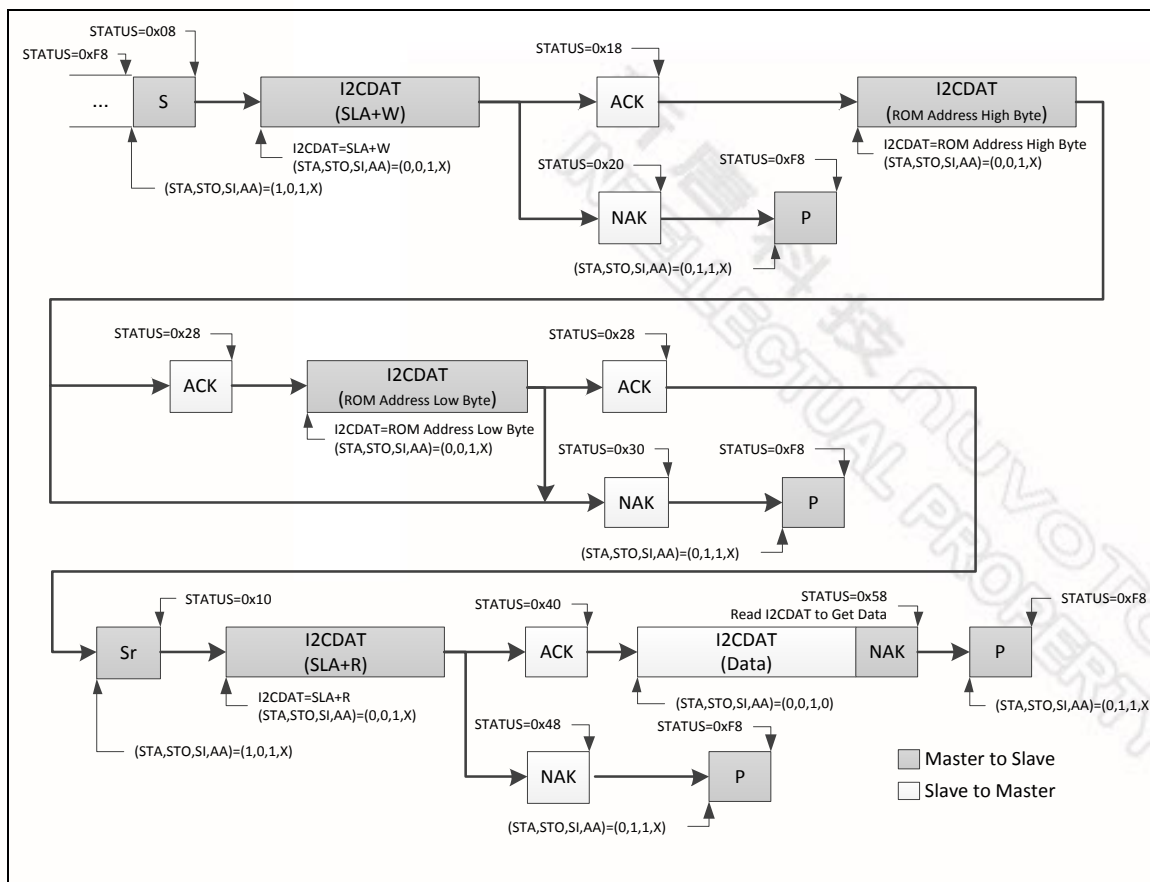 STATUS=0x08
STATUS=0xF8
STATUS=0x18
...
S
I2CDAT
(SLA+W)
ACK
I2CDAT
(ROM Address High Byte)
I2CDAT=SLA+W
(STA,STO,SI,AA)=(0,0,1,X)
I2CDAT=ROM Address High Byte
(STA,STO,SI,AA)=(0,0,1,X)
(STA,STO,SI,AA)=(1,0,1,X)
STATUS=0x20
STATUS=0xF8
NAK
P
(STA,STO,SI,AA)=(0,1,1,X)
STATUS=0x28
STATUS=0x28
ACK
I2CDAT
(ROM Address Low Byte)
ACK
I2CDAT=ROM Address Low Byte
(STA,STO,SI,AA)=(0,0,1,X)
STATUS=0x30
STATUS=0xF8
NAK
P
(STA,STO,SI,AA)=(0,1,1,X)
STATUS=0x10
STATUS=0x40
STATUS=0x58
Read I2CDAT to Get Data
STATUS=0xF8
Sr
I2CDAT
(SLA+R)
ACK
I2CDAT
(Data)
NAK
P
I2CDAT=SLA+R
(STA,STO,SI,AA)=(0,0,1,X)
(STA,STO,SI,AA)=(0,0,1,0)
(STA,STO,SI,AA)=(0,1,1,X
(STA,STO,SI,AA)=(1,0,1,X)
STATUS=0x48
STATUS=0xF8
NAK
P
(STA,STO,SI,AA)=(0,1,1,X)
Master to Slave
Slave to Master
新唐科技 nuvoTo
INTELLECTUAL PROPERTY